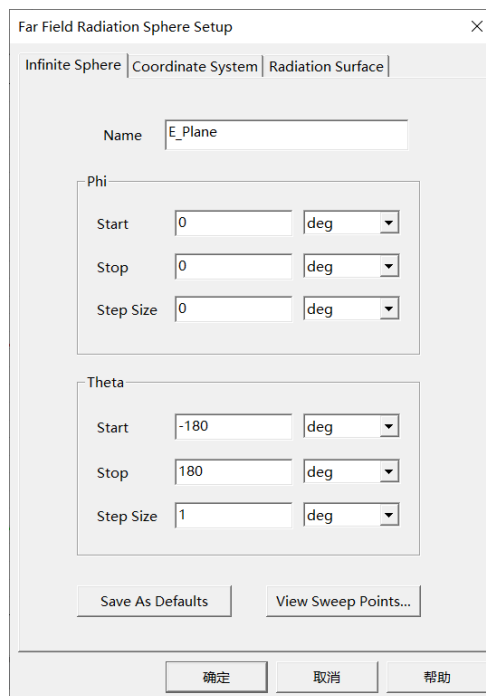 Far Field Radiation Sphere Setup
Infinite Sphere Coordinate System Radiation Surface
Name E_Plane
Phi
Start 0 deg
Stop 0 deg
Step Size 0 deg
Theta
Start -180 deg
Stop 180 deg
Step Size 1 deg
Save As Defaults View Sweep Points...
确定 取消 帮助